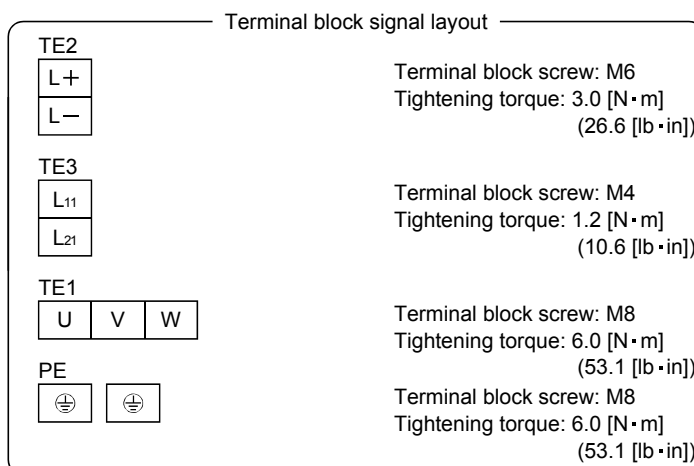 Terminal block signal layout
TE2
L+
L−
Terminal block screw: M6
Tightening torque: 3.0 [N▪m]
(26.6 [lb▪in])
TE3
L11
L21
Terminal block screw: M4
Tightening torque: 1.2 [N▪m]
(10.6 [lb▪in])
TE1
U V W
Terminal block screw: M8
Tightening torque: 6.0 [N▪m]
(53.1 [lb▪in])
PE
Terminal block screw: M8
Tightening torque: 6.0 [N▪m]
(53.1 [lb▪in])